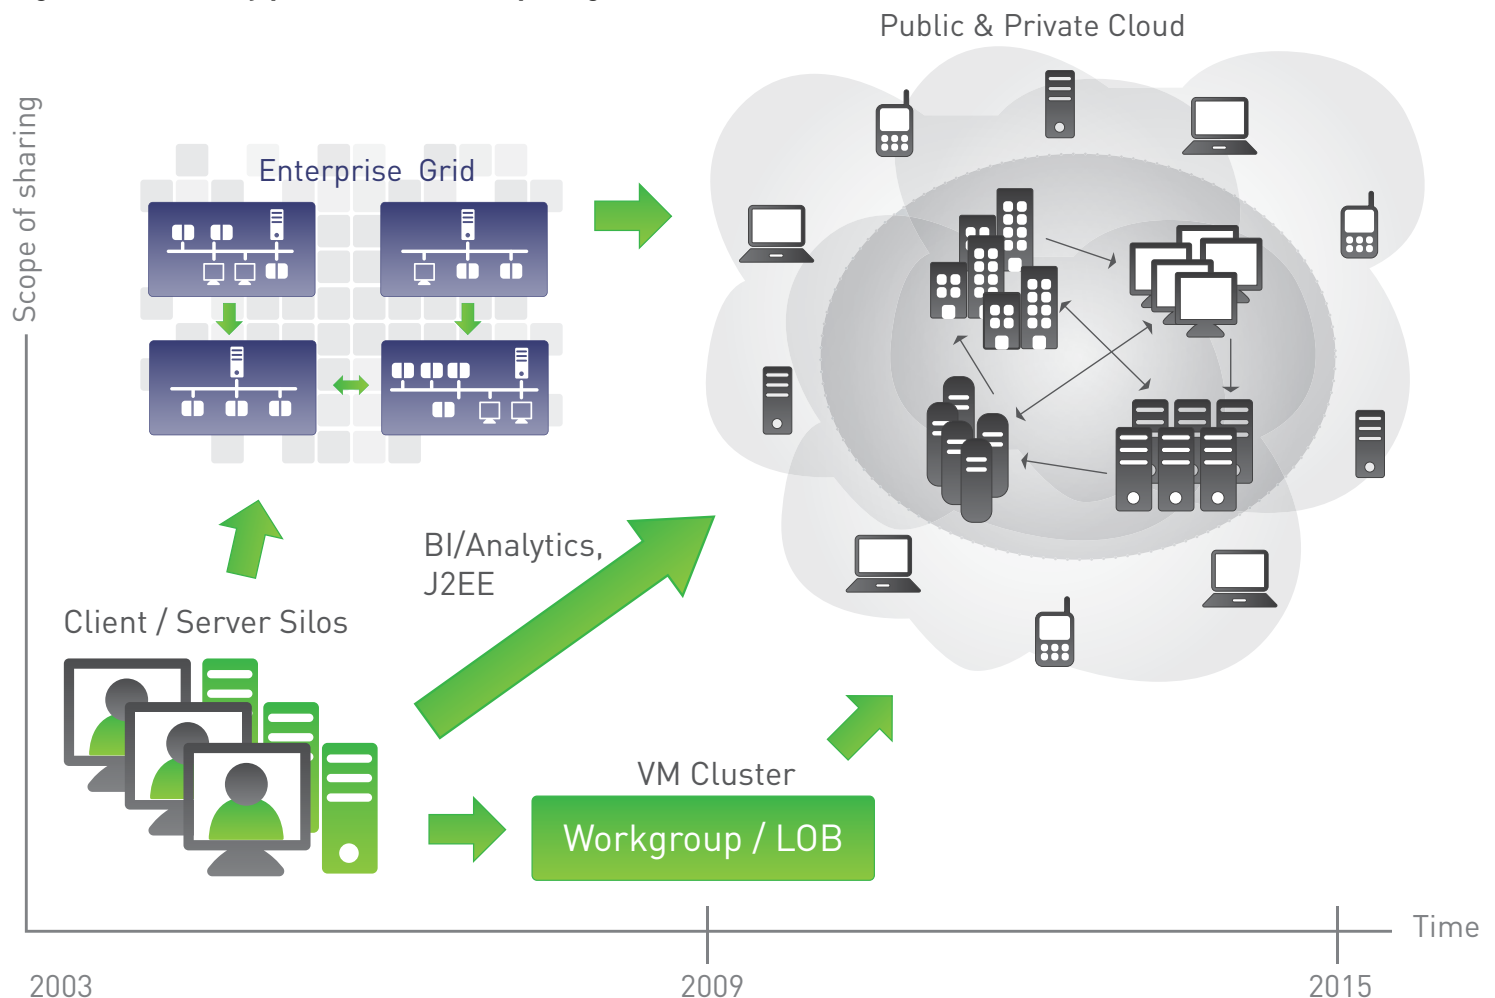 Public & Private Cloud
Scope of sharing
Enterprise Grid
BI/Analytics,
J2EE
Client / Server Silos
VM Cluster
Workgroup / LOB
Time
2003
2009
2015